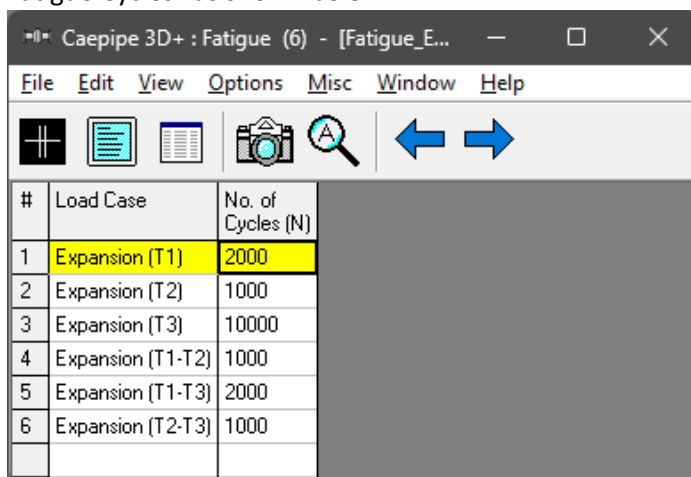 Caepipe 3D+ : Fatigue (6) - [Fatigue_E...
File Edit View Options Misc Window Help
# Load Case No. of Cycles (N)
1 Expansion (T1) 2000
2 Expansion (T2) 1000
3 Expansion (T3) 10000
4 Expansion (T1-T2) 1000
5 Expansion (T1-T3) 2000
6 Expansion (T2-T3) 1000